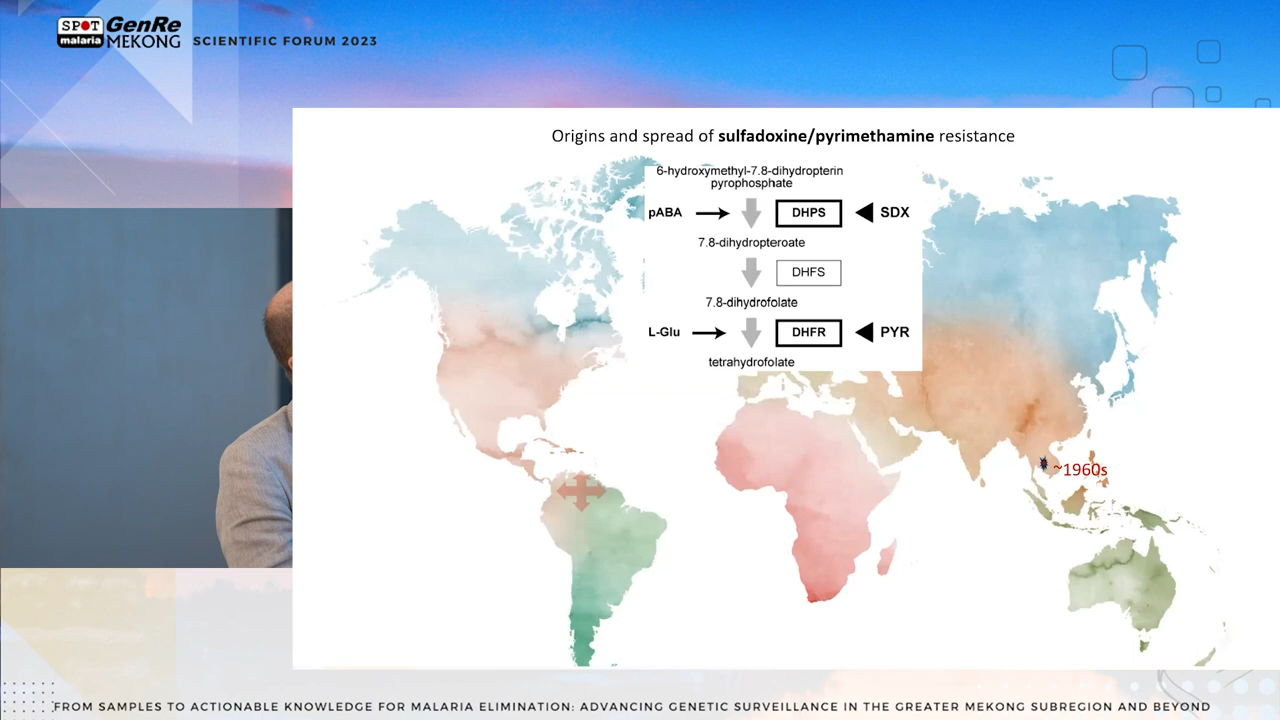 SPOT
malaria
GenRe
MEKONG
SCIENTIFIC FORUM 2023
Origins and spread of sulfadoxine/pyrimethamine resistance
6-hydroxymethyl-7.8-dihydropterin
pyrophosphate
pABA
DHPS
SDX
7.8-dihydropteroate
DHFS
7.8-dihydrofolate
L-Glu
DHFR
PYR
tetrahydrofolate
~1960s
FROM SAMPLES TO ACTIONABLE KNOWLEDGE FOR MALARIA ELIMINATION: ADVANCING GENETIC SURVEILLANCE IN THE GREATER MEKONG SUBREGION AND BEYOND